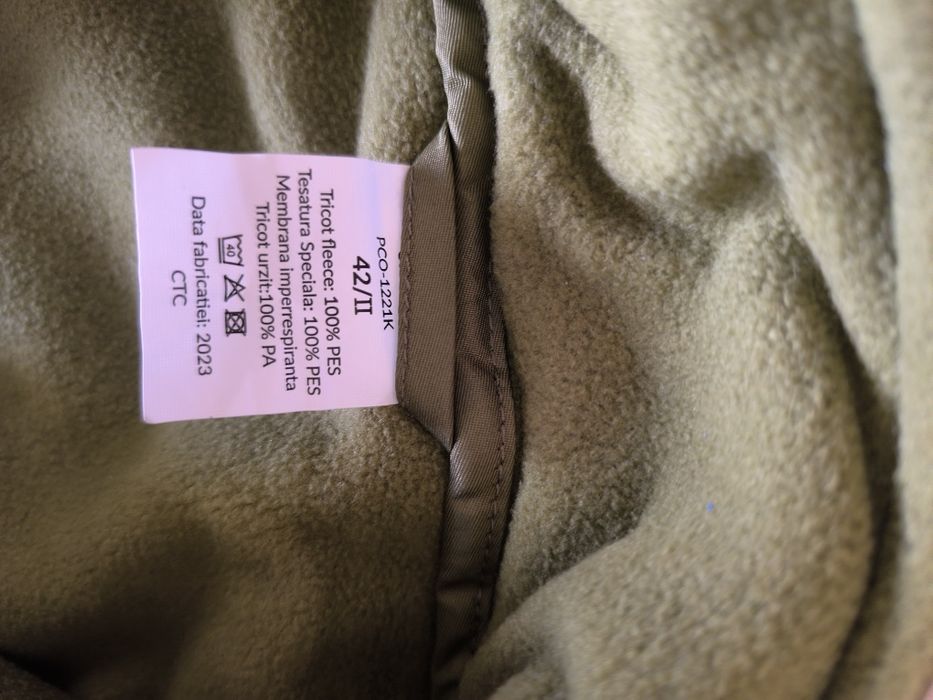 PCO-1221K
42/II
Tricot fleece: 100% PES
Tesatura Speciala: 100% PES
Membrana imperrespiranta
Tricot urzit:100% PA
40
Data fabricatiei: 2023
CTC